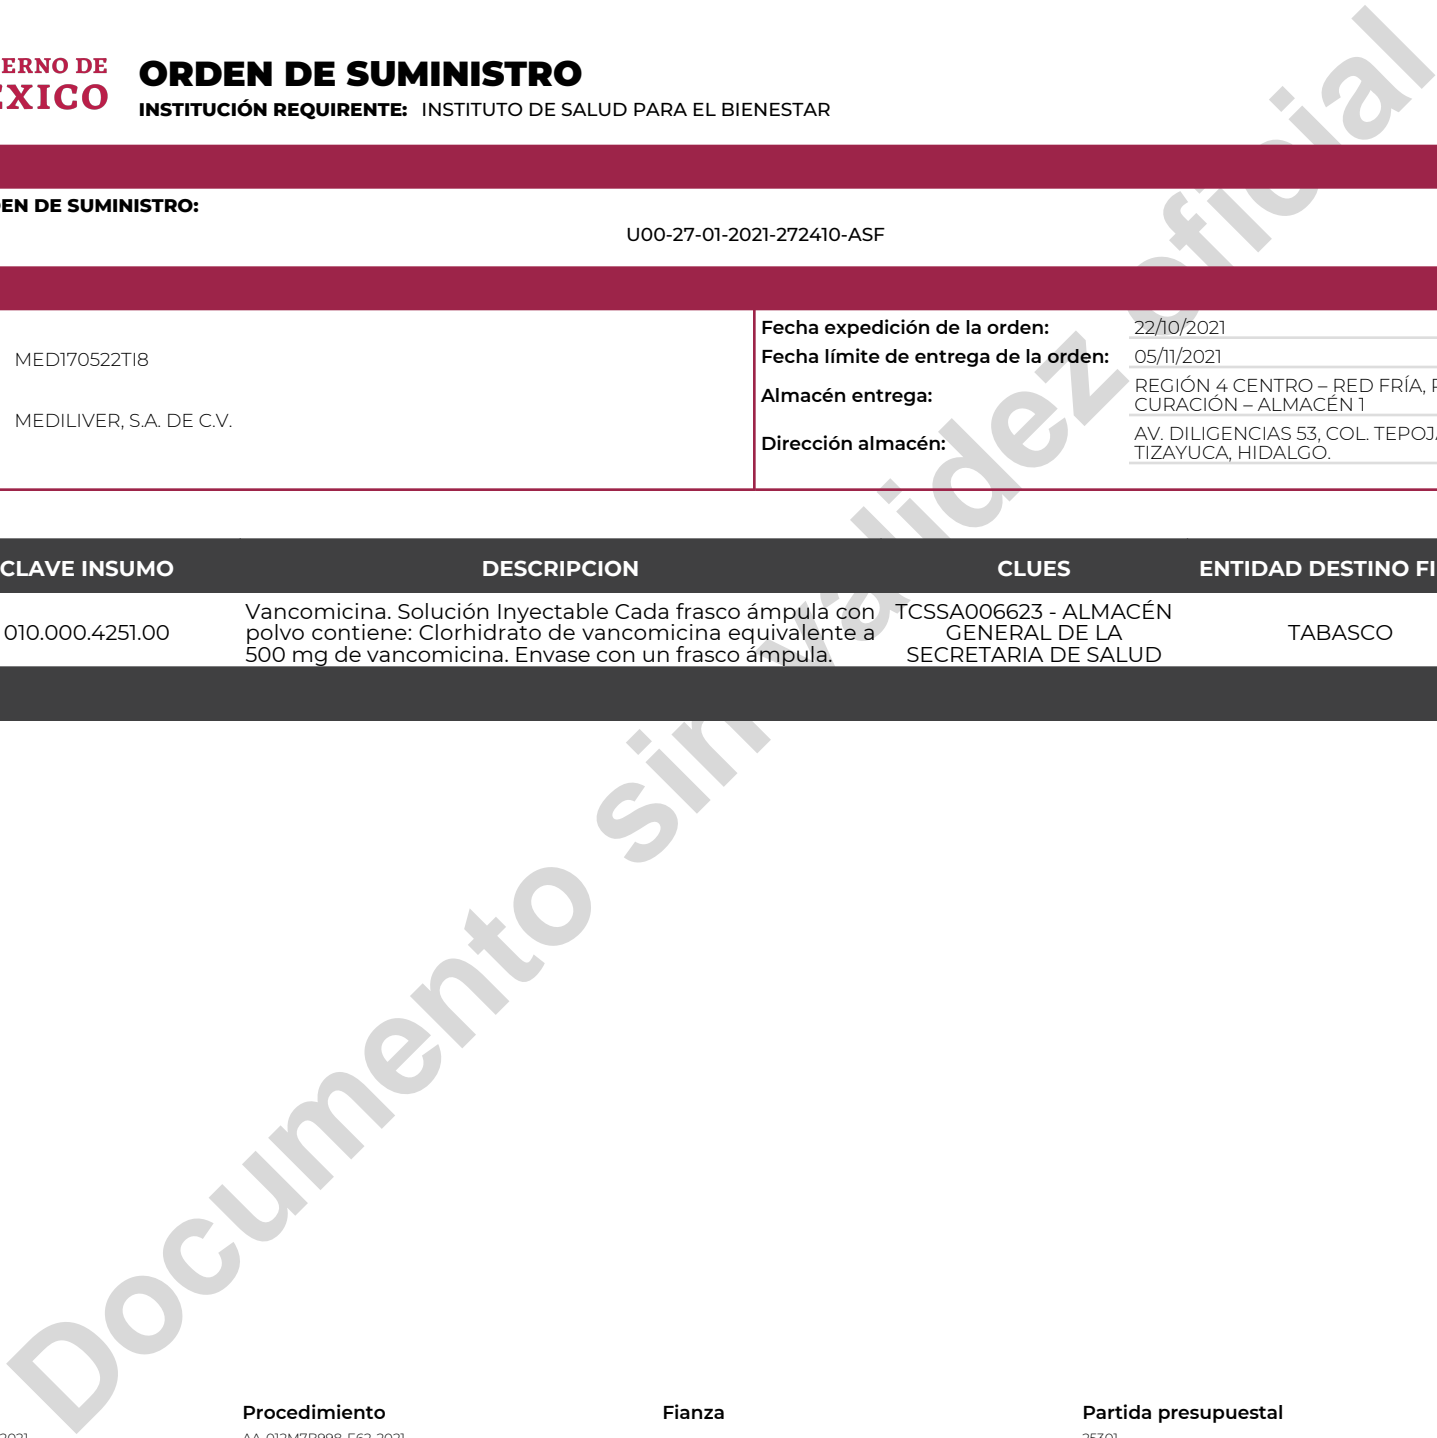 ORDEN DE SUMINISTRO
INSTITUCIÓN REQUIRENTE: INSTITUTO DE SALUD PARA EL BIENESTAR
ERNO DE
EXICO
EN DE SUMINISTRO:
U00-27-01-2021-272410-ASF
MED170522TI8
MEDILIVER, S.A. DE C.V.
Fecha expedición de la orden: 22/10/2021
Fecha límite de entrega de la orden: 05/11/2021
Almacén entrega: REGIÓN 4 CENTRO – RED FRÍA,
CURACIÓN – ALMACÉN 1
Dirección almacén: AV. DILIGENCIAS 53, COL. TEPOJ
TIZAYUCA, HIDALGO.
CLAVE INSUMO DESCRIPCION CLUES ENTIDAD DESTINO FI
010.000.4251.00
Vancomicina. Solución Inyectable Cada frasco ámpula con
polvo contiene: Clorhidrato de vancomicina equivalente a
500 mg de vancomicina. Envase con un frasco ámpula.
TCSSA006623 - ALMACÉN
GENERAL DE LA
SECRETARIA DE SALUD
TABASCO
Documento sin validez oficial
Procedimiento Fianza Partida presupuestal